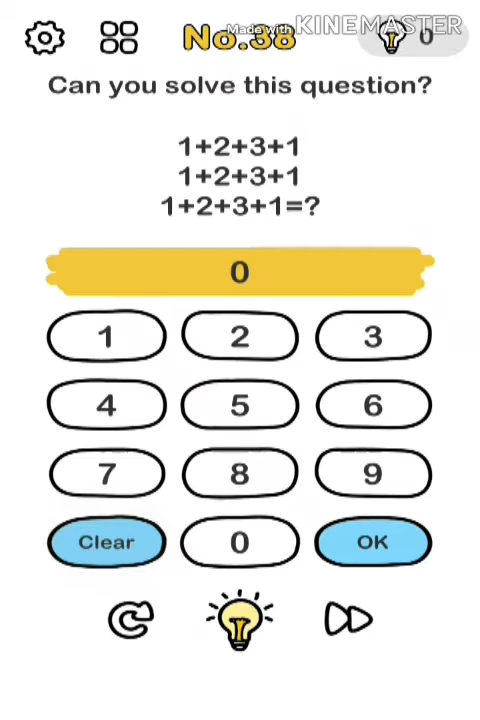 No.38
Made with KINEMASTER
0
Can you solve this question?
1+2+3+1
1+2+3+1
1+2+3+1=?
0
1 2 3
4 5 6
7 8 9
Clear 0 OK